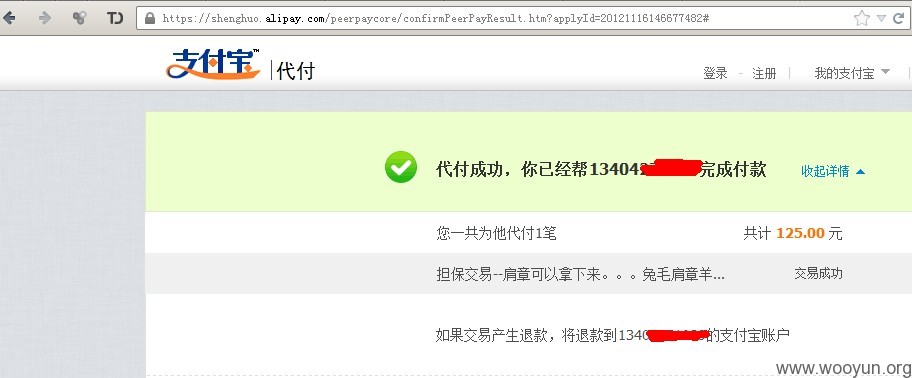 https://shenghuo.alipay.com/peerpaycore/confirmPeerPayResult.htm?applyId=20121116146677482#
支付宝™ | 代付
登录 - 注册 | 我的支付宝
代付成功，你已经帮13404 完成付款 收起详情
您一共为他代付1笔 共计 125.00 元
担保交易--肩章可以拿下来。。。兔毛肩章羊... 交易成功
如果交易产生退款，将退款到1340 的支付宝账户
www.wooyun.org